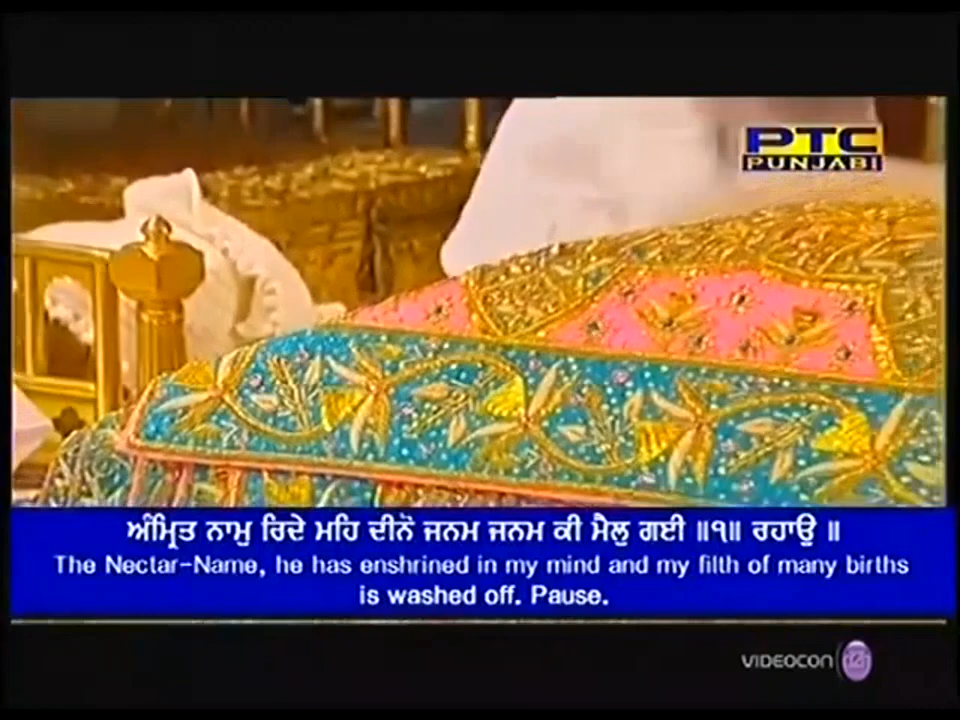 PTC
PUNJABI
ਅੰਮ੍ਰਿਤ ਨਾਮੁ ਰਿਦੇ ਮਹਿ ਦੀਨੋ ਜਨਮ ਜਨਮ ਕੀ ਮੈਲੁ ਗਈ ॥੧॥ ਰਹਾਉ ॥
The Nectar-Name, he has enshrined in my mind and my filth of many births
is washed off. Pause.
VIDEOCON